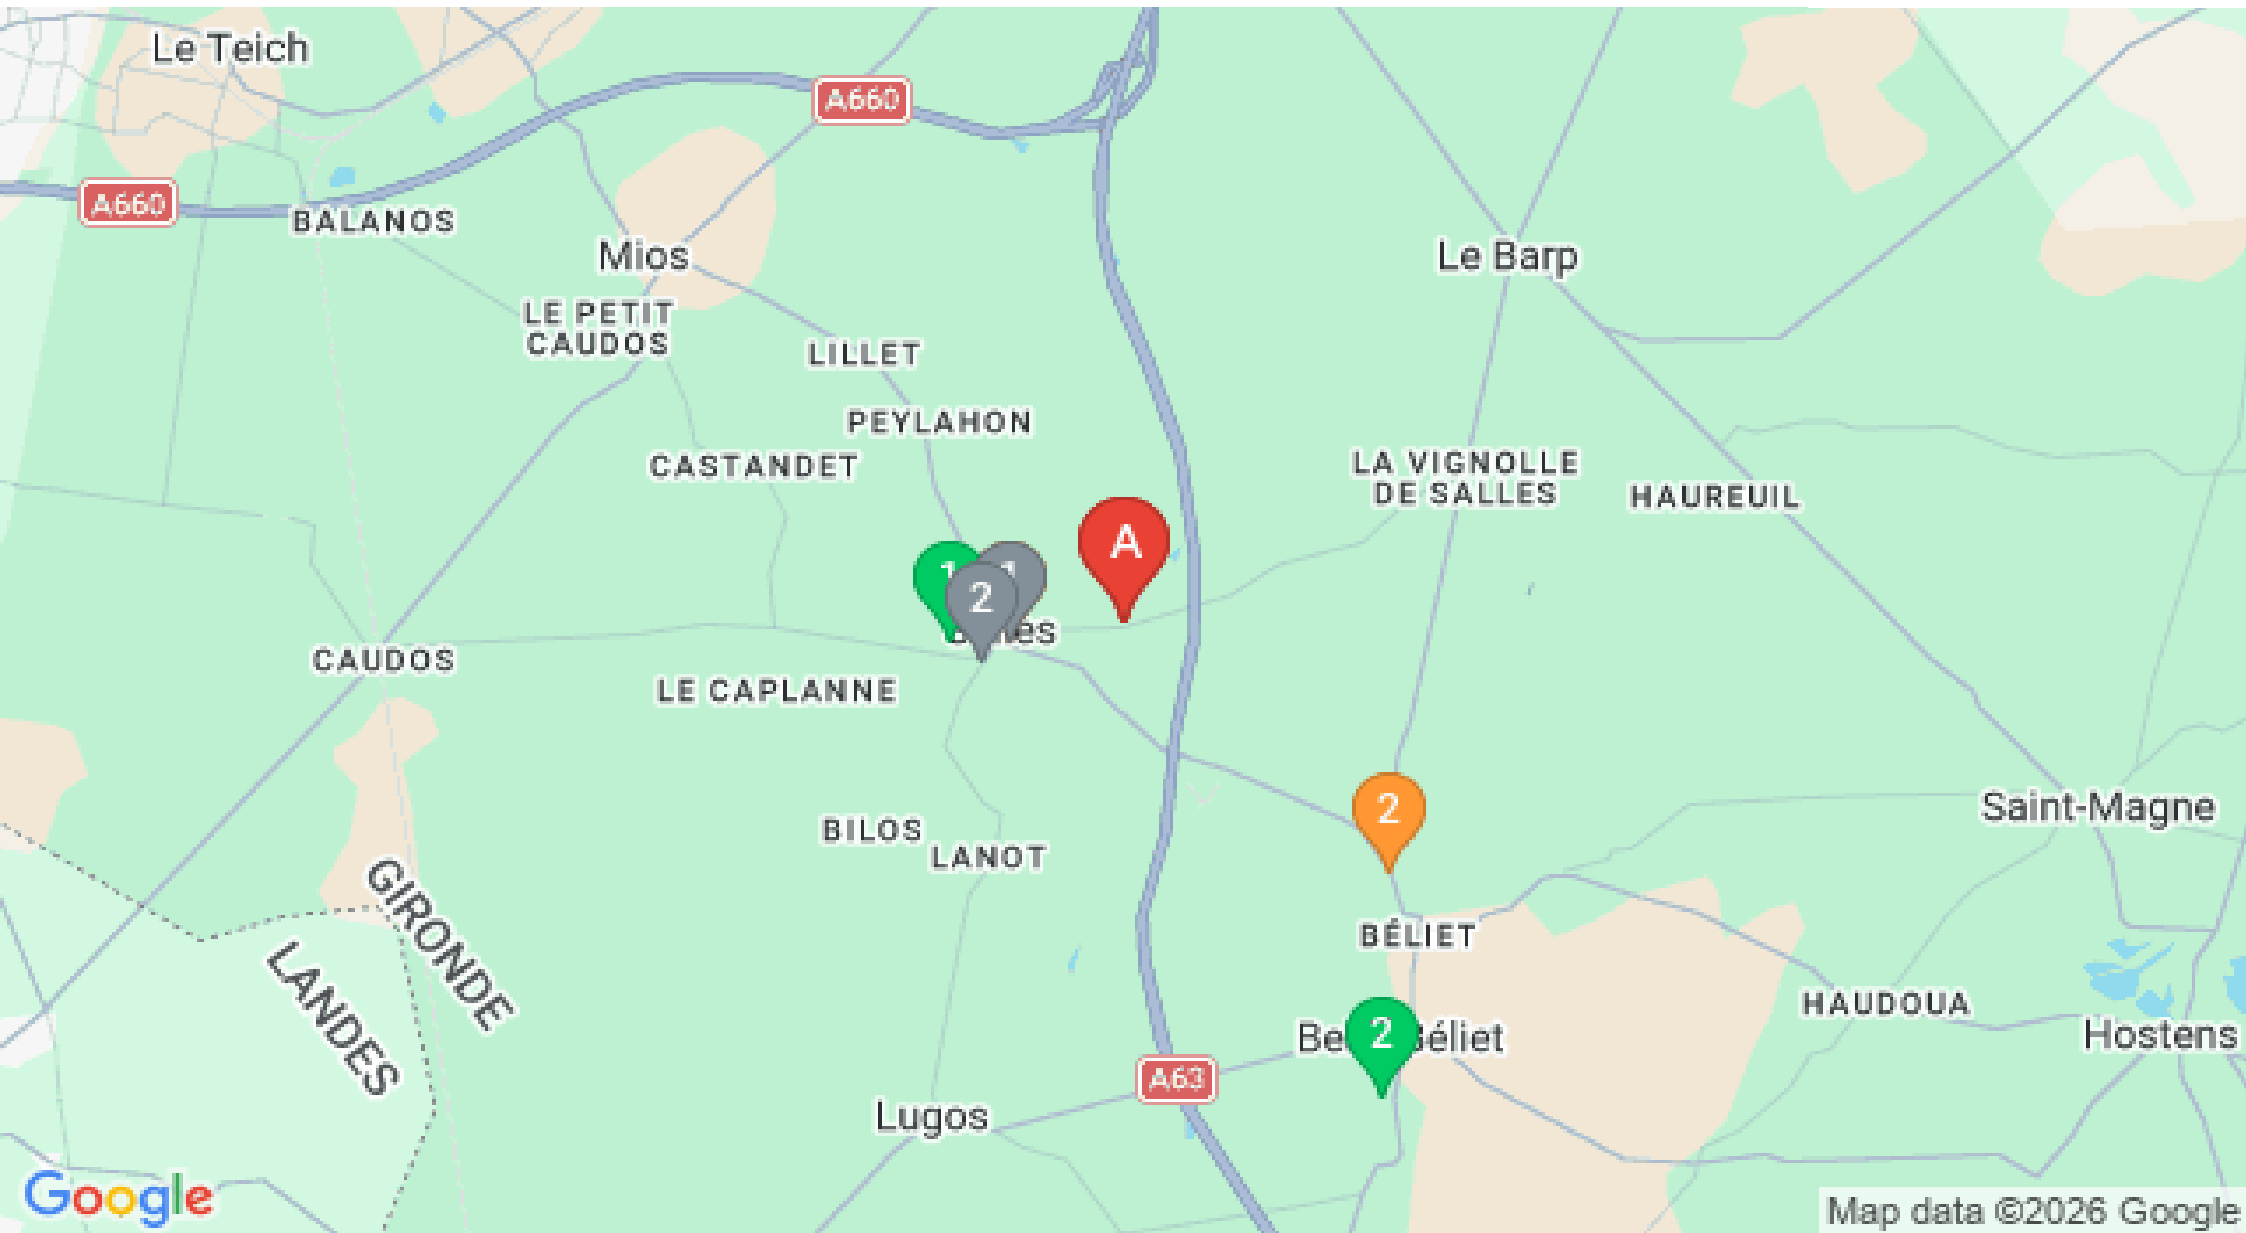 Le Teich
A660
A660
BALANOS
Mios
Le Barp
LE PETIT
CAUDOS
LILLET
PEYLAHON
CASTANDET
LA VIGNOLLE
DE SALLES
HAUREUIL
A
1
1
2
CAUDOS
LE CAPLANNE
2
Saint-Magne
BILOS
LANOT
GIRONDE
LANDES
BÉLIET
HAUDOUA
2
Hostens
A63
Lugos
Google
Map data ©2026 Google